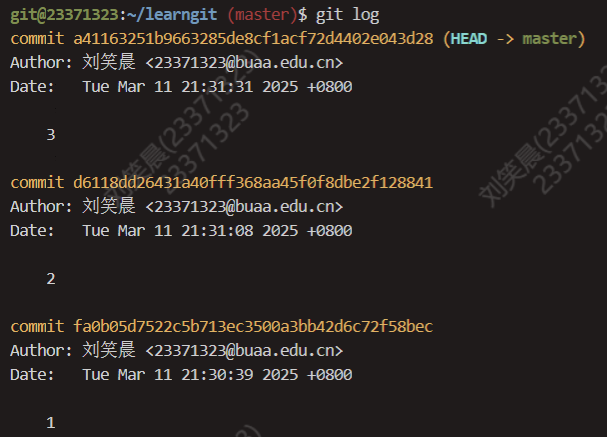 git@23371323:~/learngit (master)$ git log
commit a41163251b9663285de8cf1acf72d4402e043d28 (HEAD -> master)
Author: 刘笑晨 <23371323@buaa.edu.cn>
Date:   Tue Mar 11 21:31:31 2025 +0800
    3
commit d6118dd26431a40fff368aa45f0f8dbe2f128841
Author: 刘笑晨 <23371323@buaa.edu.cn>
Date:   Tue Mar 11 21:31:08 2025 +0800
    2
commit fa0b05d7522c5b713ec3500a3bb42d6c72f58bec
Author: 刘笑晨 <23371323@buaa.edu.cn>
Date:   Tue Mar 11 21:30:39 2025 +0800
    1
刘笑晨(23371323)
23371323
刘笑晨(23371323)
23371323